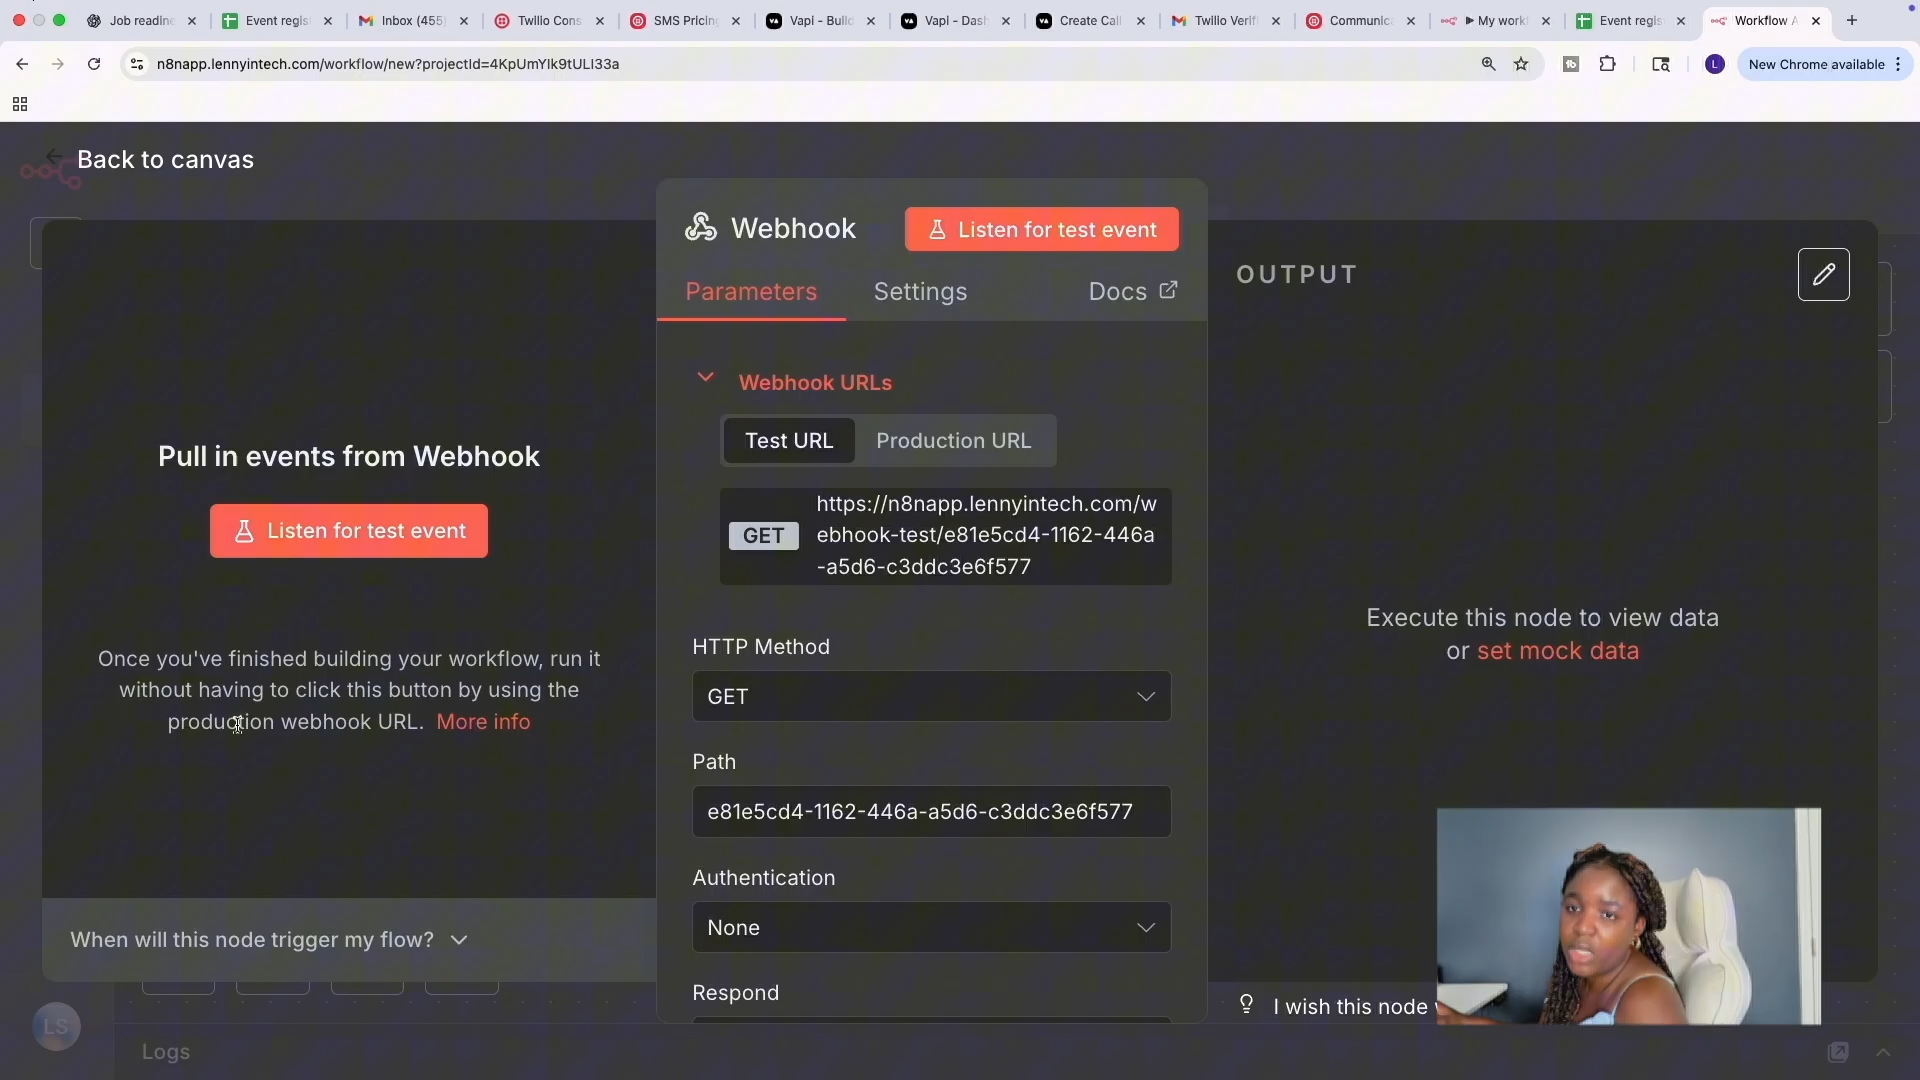 Job readine
Event regis
Inbox (455)
Twilio Cons
SMS Pricing
Vapi - Build
Vapi - Dash
Create Call
Twilio Verifi
Communica
My workf
Event regis
Workflow A
n8napp.lennyintech.com/workflow/new?projectId=4KpUmYIk9tULI33a
L
New Chrome available
Back to canvas
Webhook
Listen for test event
Parameters
Settings
Docs
OUTPUT
Webhook URLs
Test URL
Production URL
GET
https://n8napp.lennyintech.com/w
ebhook-test/e81e5cd4-1162-446a
-a5d6-c3ddc3e6f577
Pull in events from Webhook
Listen for test event
Once you've finished building your workflow, run it
without having to click this button by using the
production webhook URL. More info
When will this node trigger my flow?
HTTP Method
GET
Path
e81e5cd4-1162-446a-a5d6-c3ddc3e6f577
Authentication
None
Respond
Execute this node to view data
or set mock data
I wish this node
LS
Logs